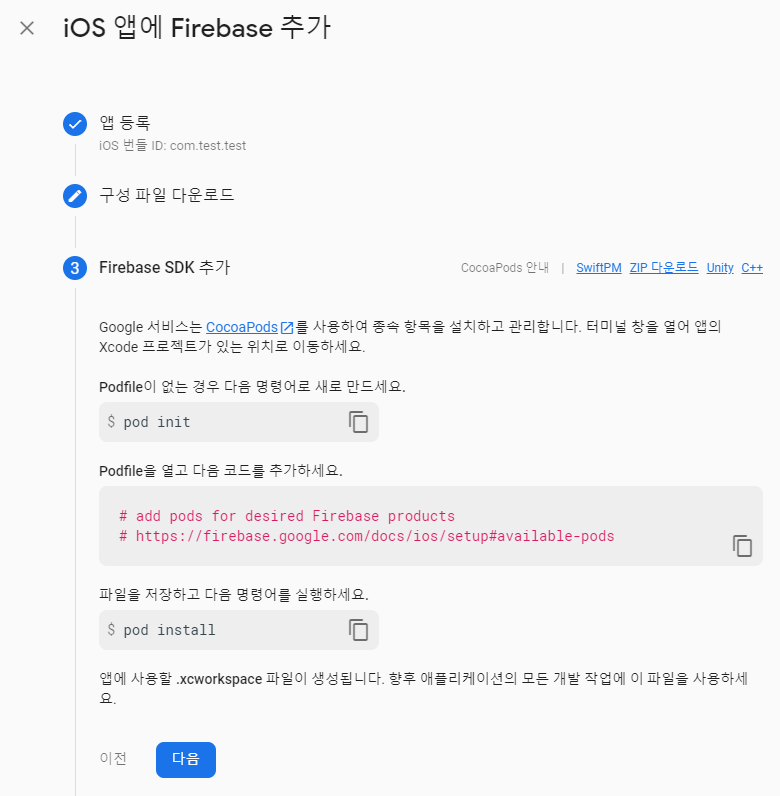 iOS 앱에 Firebase 추가
앱 등록
iOS 번들 ID: com.test.test
구성 파일 다운로드
3 Firebase SDK 추가 CocoaPods 안내 | SwiftPM ZIP 다운로드 Unity C++
Google 서비스는 CocoaPods를 사용하여 종속 항목을 설치하고 관리합니다. 터미널 창을 열어 앱의
Xcode 프로젝트가 있는 위치로 이동하세요.
Podfile이 없는 경우 다음 명령어로 새로 만드세요.
$ pod init
Podfile을 열고 다음 코드를 추가하세요.
# add pods for desired Firebase products
# https://firebase.google.com/docs/ios/setup#available-pods
파일을 저장하고 다음 명령어를 실행하세요.
$ pod install
앱에 사용할 .xcworkspace 파일이 생성됩니다. 향후 애플리케이션의 모든 개발 작업에 이 파일을 사용하세
요.
이전 다음